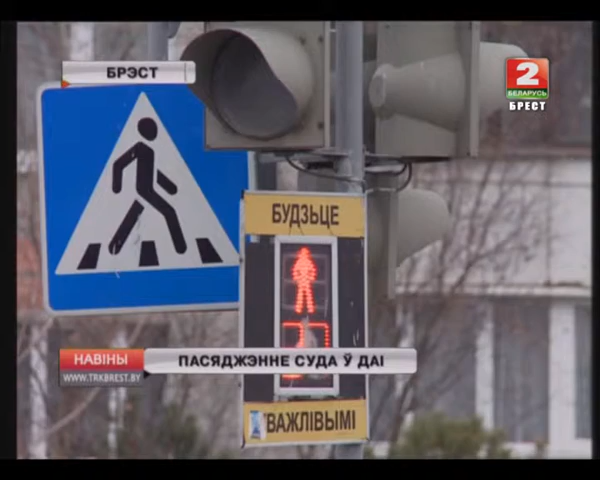 БРЭСТ
2
БЕЛАРУСЬ
БРЕСТ
БУДЗЬЦЕ
НАВІНЫ
ПАСЯДЖЭННЕ СУДА Ў ДАІ
WWW.TRKBREST.BY
ВАЖЛІВЫМІ